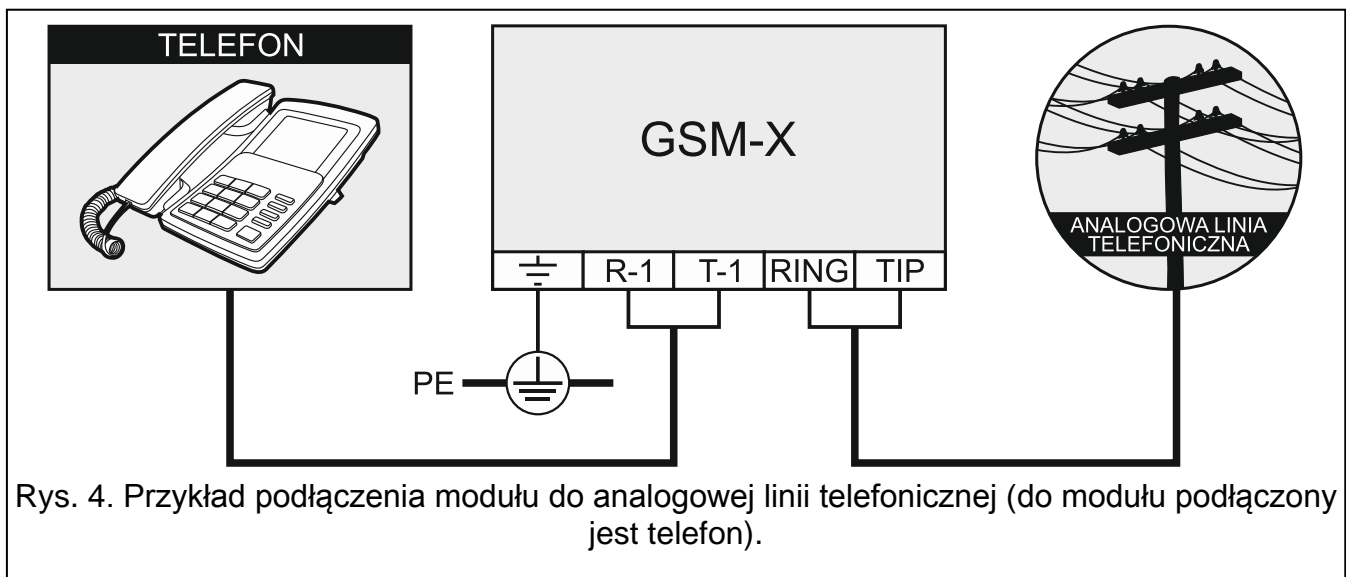 TELEFON
GSM-X
ANALOGOWA LINIA
TELEFONICZNA
R-1 T-1 RING TIP
PE
Rys. 4. Przykład podłączenia modułu do analogowej linii telefonicznej (do modułu podłączony
jest telefon).